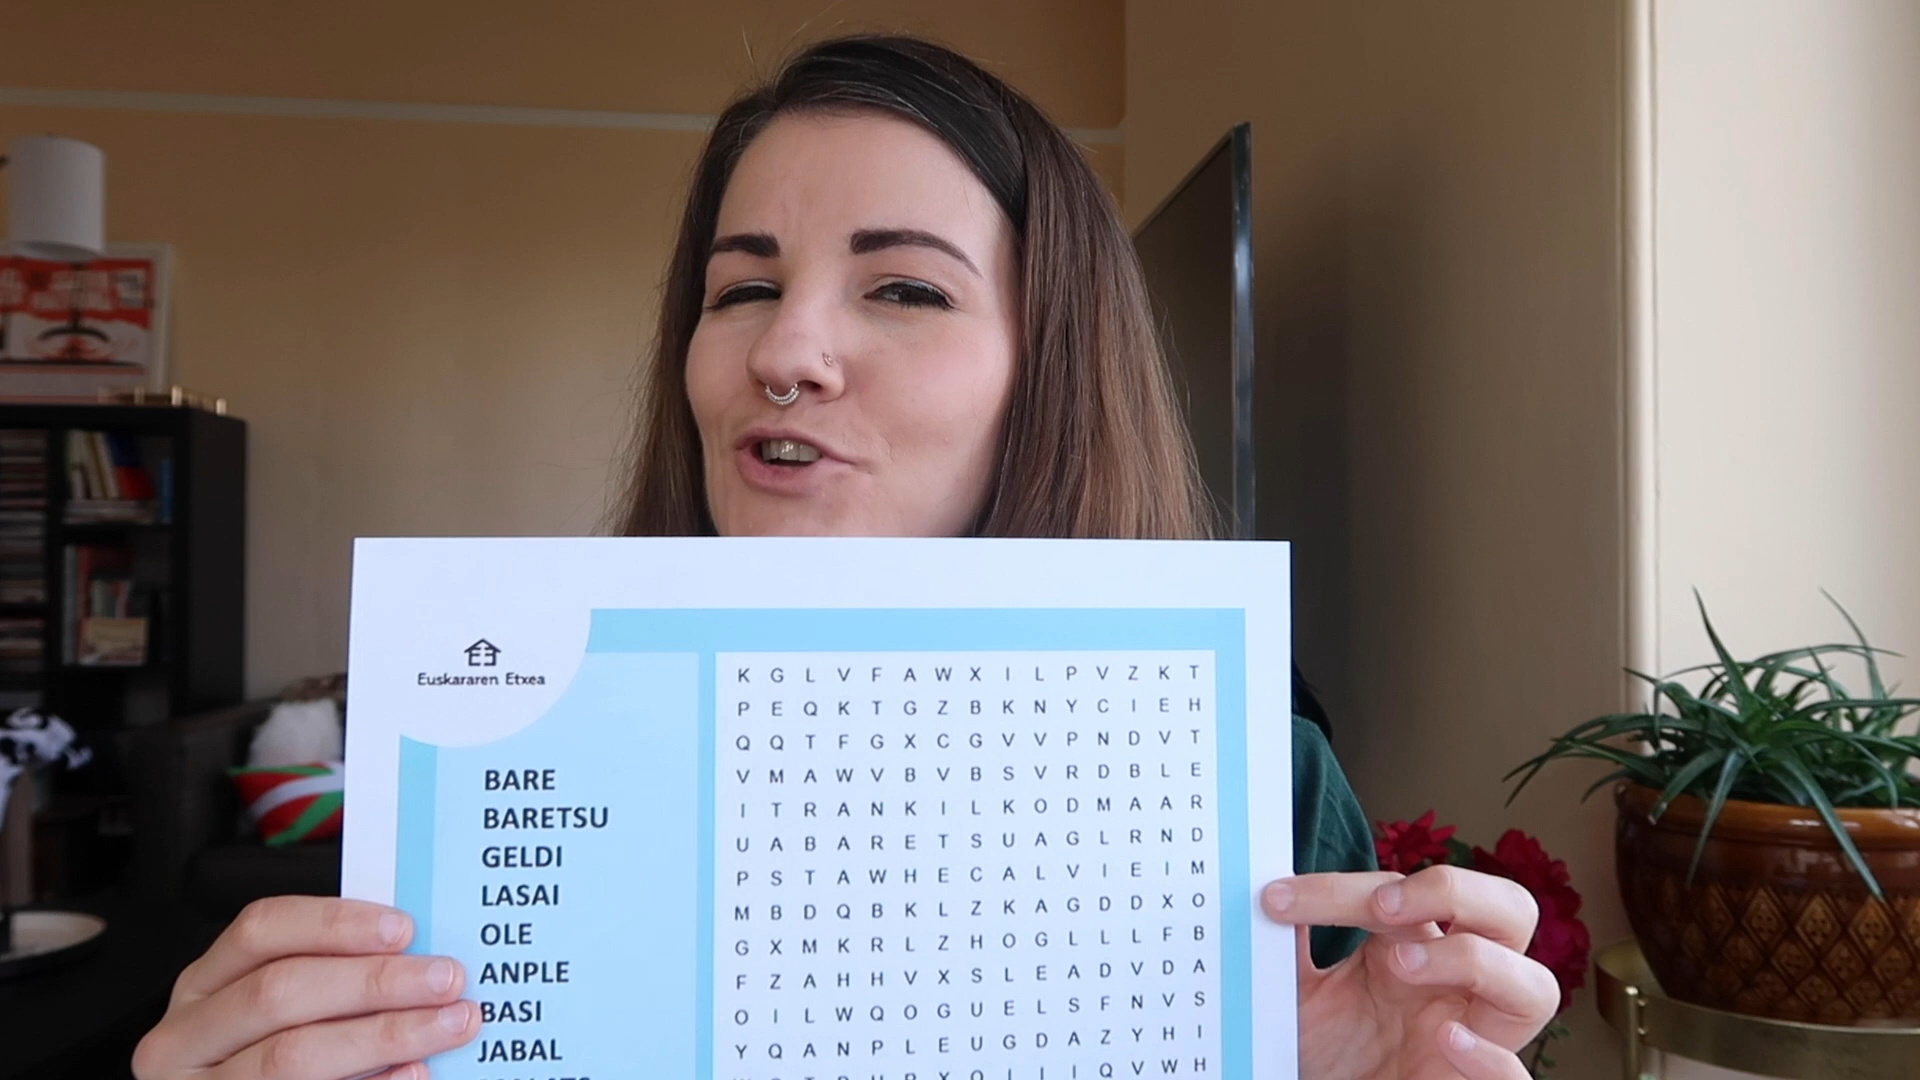 Euskararen Etxea
BARE
BARETSU
GELDI
LASAI
OLE
ANPLE
BASI
JABAL
K G L V F A W X I L P V Z K T
P E Q K T G Z B K N Y C I E H
Q Q T F G X C G V V P N D V T
V M A W V B V B S V R D B L E
I T R A N K I L K O D M A A R
U A B A R E T S U A G L R N D
P S T A W H E C A L V I E I M
M B D Q B K L Z K A G D D X O
G X M K R L Z H O G L L L F B
F Z A H H V X S L E A D V D A
O I L W Q O G U E L S F N V S
Y Q A N P L E U G D A Z Y H I